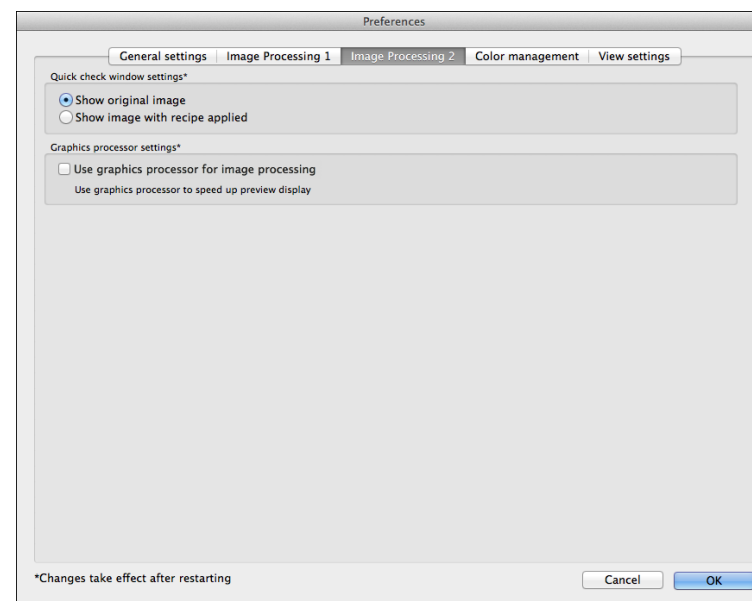 Preferences
General settings Image Processing 1 Image Processing 2 Color management View settings
Quick check window settings*
Show original image
Show image with recipe applied
Graphics processor settings*
Use graphics processor for image processing
Use graphics processor to speed up preview display
*Changes take effect after restarting
Cancel OK